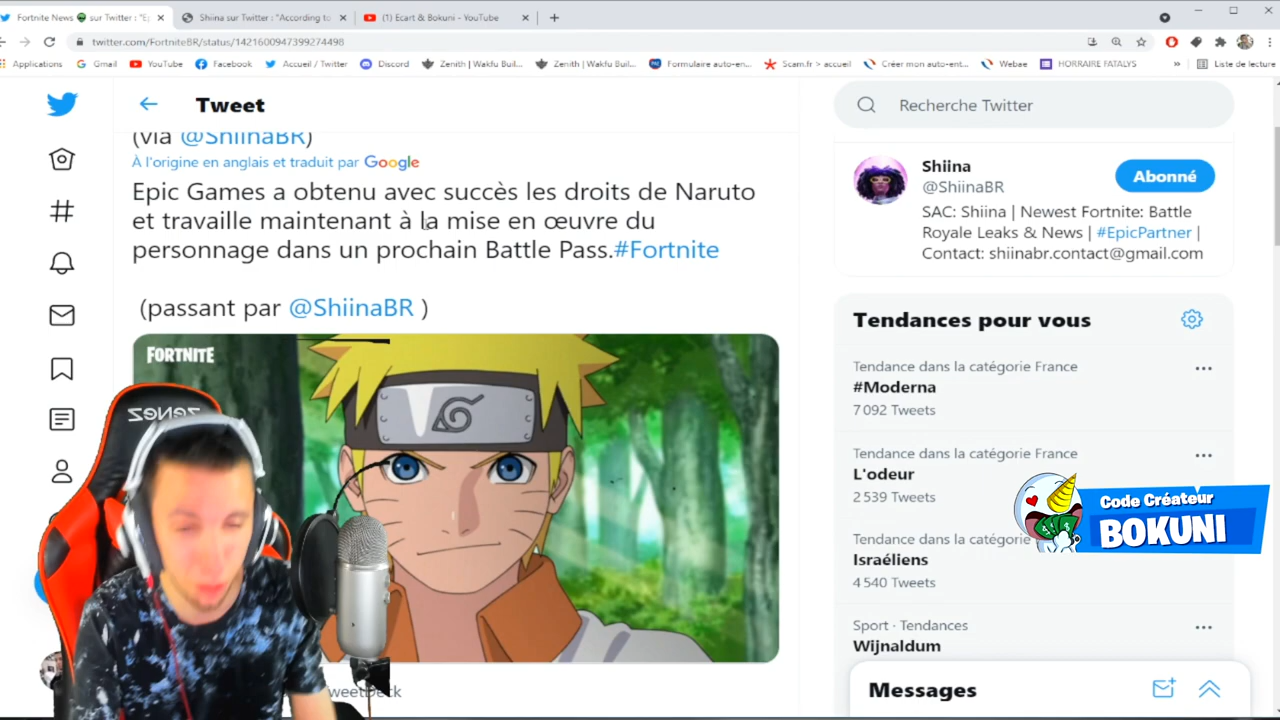 Fortnite News sur Twitter : "Ep
Shiina sur Twitter : "According to
(1) Ecart & Bokuni - YouTube
twitter.com/FortniteBR/status/1421600947399274498
Applications
Gmail
YouTube
Facebook
Accueil / Twitter
Discord
Zenith | Wakfu Buil...
Zenith | Wakfu Buil...
Formulaire auto-en...
Scam.fr > accueil
Créer mon auto-ent...
Webae
HORRAIRE FATALYS
»
Liste de lecture
Tweet
(via @ShiinaBR)
À l'origine en anglais et traduit par Google
Epic Games a obtenu avec succès les droits de Naruto
et travaille maintenant à la mise en œuvre du
personnage dans un prochain Battle Pass.#Fortnite
(passant par @ShiinaBR )
FORTNITE
zenez
TweetDeck
Recherche Twitter
Shiina
@ShiinaBR
Abonné
SAC: Shiina | Newest Fortnite: Battle
Royale Leaks & News | #EpicPartner |
Contact: shiinabr.contact@gmail.com
Tendances pour vous
Tendance dans la catégorie France
#Moderna
7 092 Tweets
Tendance dans la catégorie France
L'odeur
2 539 Tweets
Tendance dans la catégorie
Israéliens
4 540 Tweets
Code Créateur
BOKUNI
Sport · Tendances
Wijnaldum
Messages